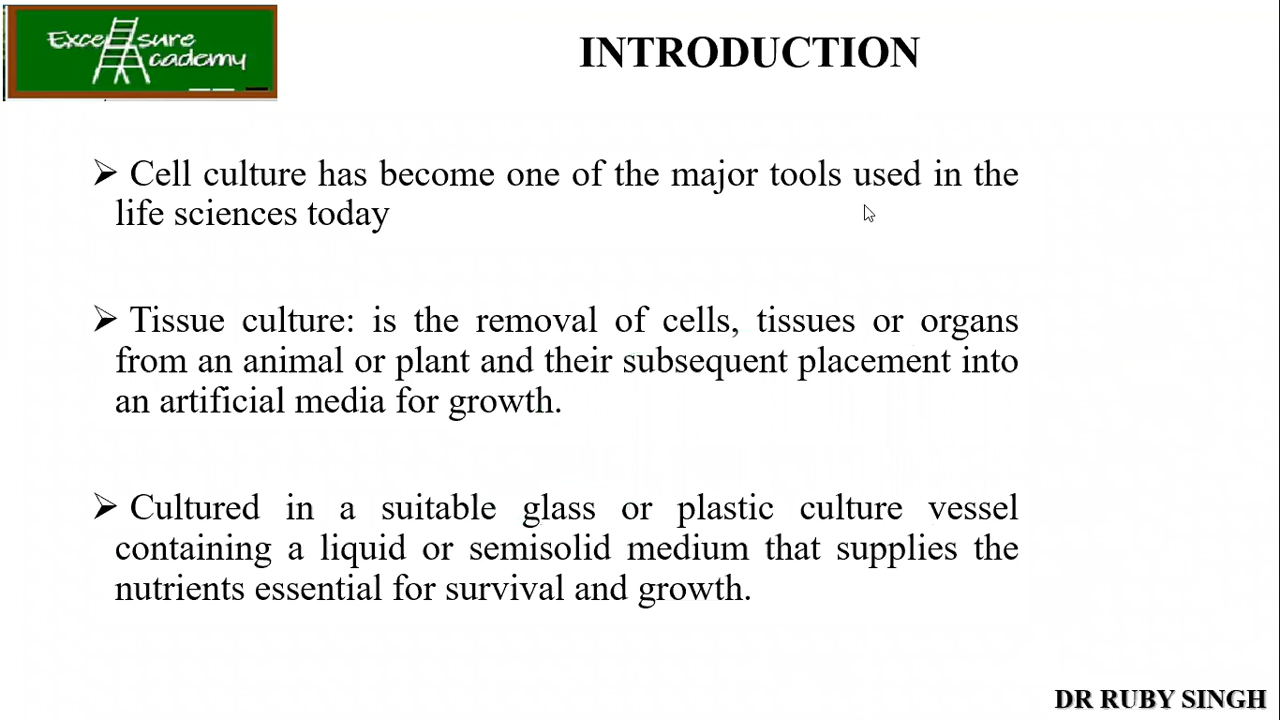 Excel sure
Academy
INTRODUCTION
➢ Cell culture has become one of the major tools used in the
life sciences today
➢ Tissue culture: is the removal of cells, tissues or organs
from an animal or plant and their subsequent placement into
an artificial media for growth.
➢ Cultured in a suitable glass or plastic culture vessel
containing a liquid or semisolid medium that supplies the
nutrients essential for survival and growth.
DR RUBY SINGH